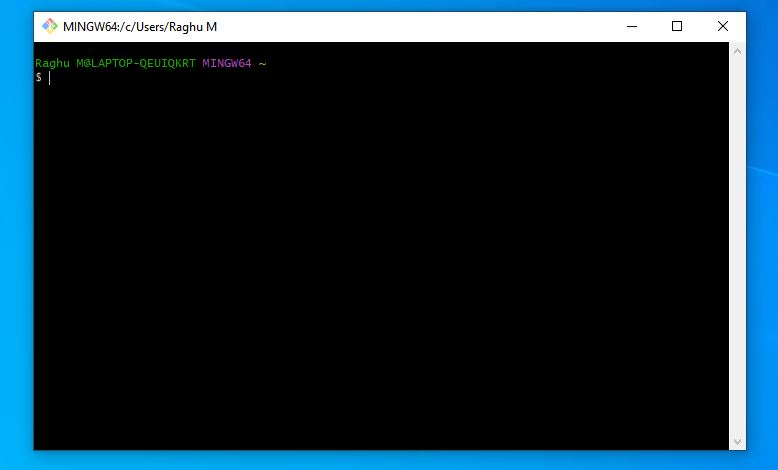 MINGW64:/c/Users/Raghu M
Raghu M@LAPTOP-QEUIQKRT MINGW64 ~
$